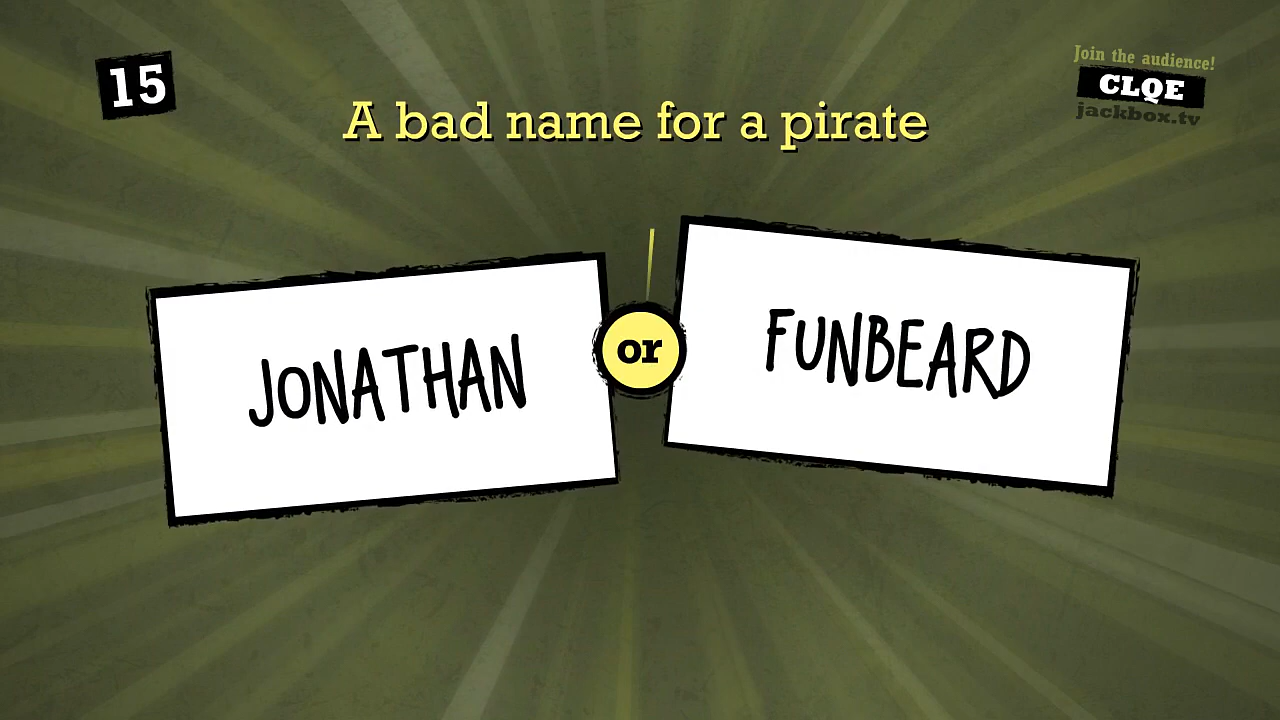 15
Join the audience!
CLQE
jackbox.tv
A bad name for a pirate
JONATHAN
or
FUNBEARD